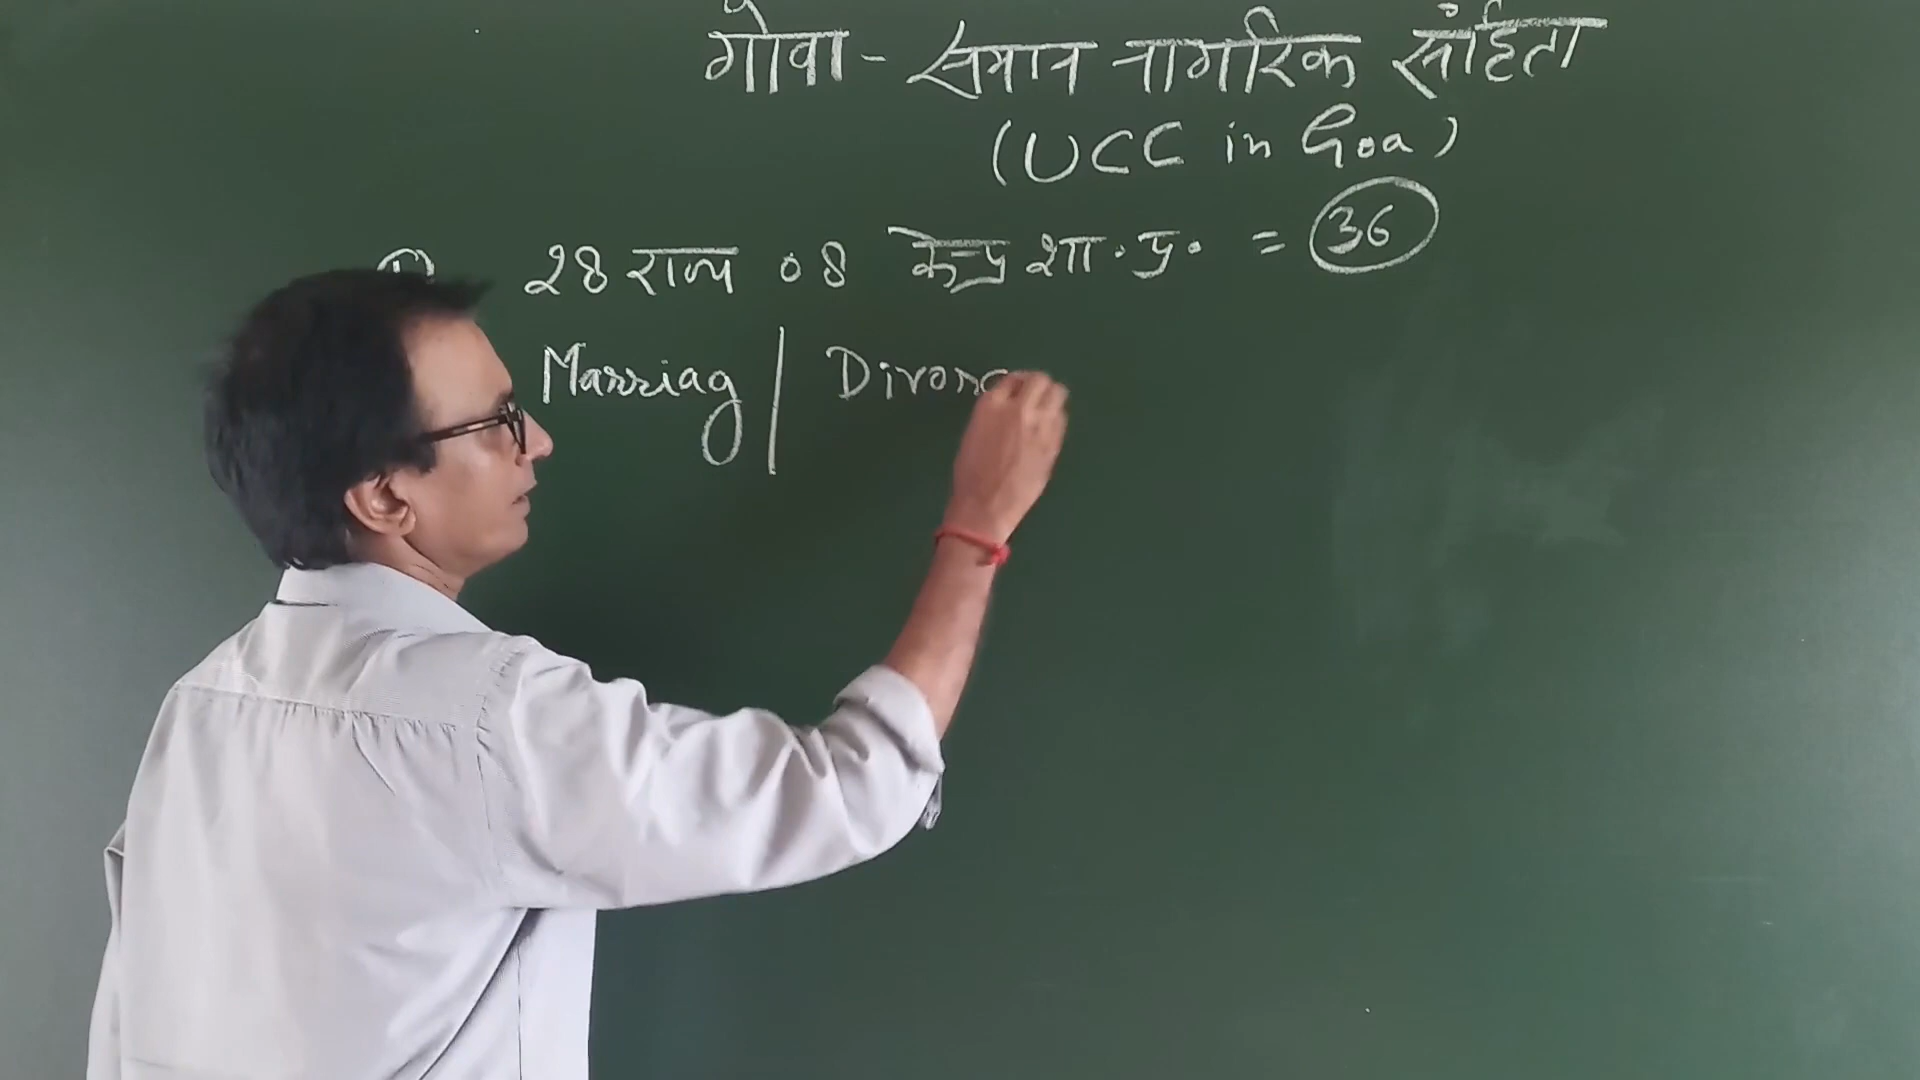 गोवा - समान नागरिक संहिता
(UCC in Goa)
28 राज्य 08 केन्द्र शा. प्र. = 36
Marriag | Divorc